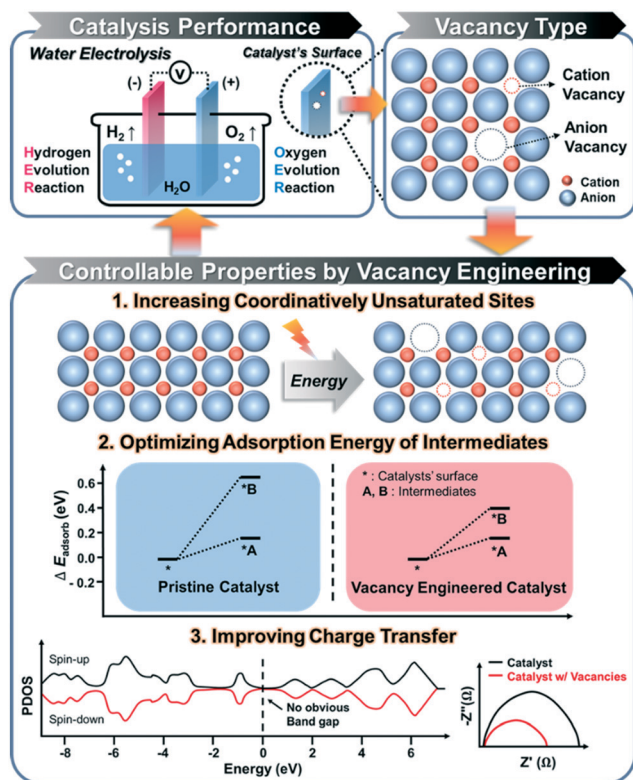 Catalysis Performance
Water Electrolysis
Catalyst's Surface
(-)
V
(+)
H2↑
O2↑
Hydrogen
Evolution
Reaction
H2O
Oxygen
Evolution
Reaction
Vacancy Type
Cation
Vacancy
Anion
Vacancy
Cation
Anion
Controllable Properties by Vacancy Engineering
1. Increasing Coordinatively Unsaturated Sites
Energy
2. Optimizing Adsorption Energy of Intermediates
Δ Eadsorb (eV)
0.6
0.4
0.2
0.0
- 0.2
*B
*A
*
Pristine Catalyst
* : Catalysts' surface
A, B : Intermediates
*B
*A
*
Vacancy Engineered Catalyst
3. Improving Charge Transfer
PDOS
Spin-up
Spin-down
No obvious
Band gap
-8 -6 -4 -2 0 2 4 6
Energy (eV)
Catalyst
Catalyst w/ Vacancies
-Z''(Ω)
Z' (Ω)